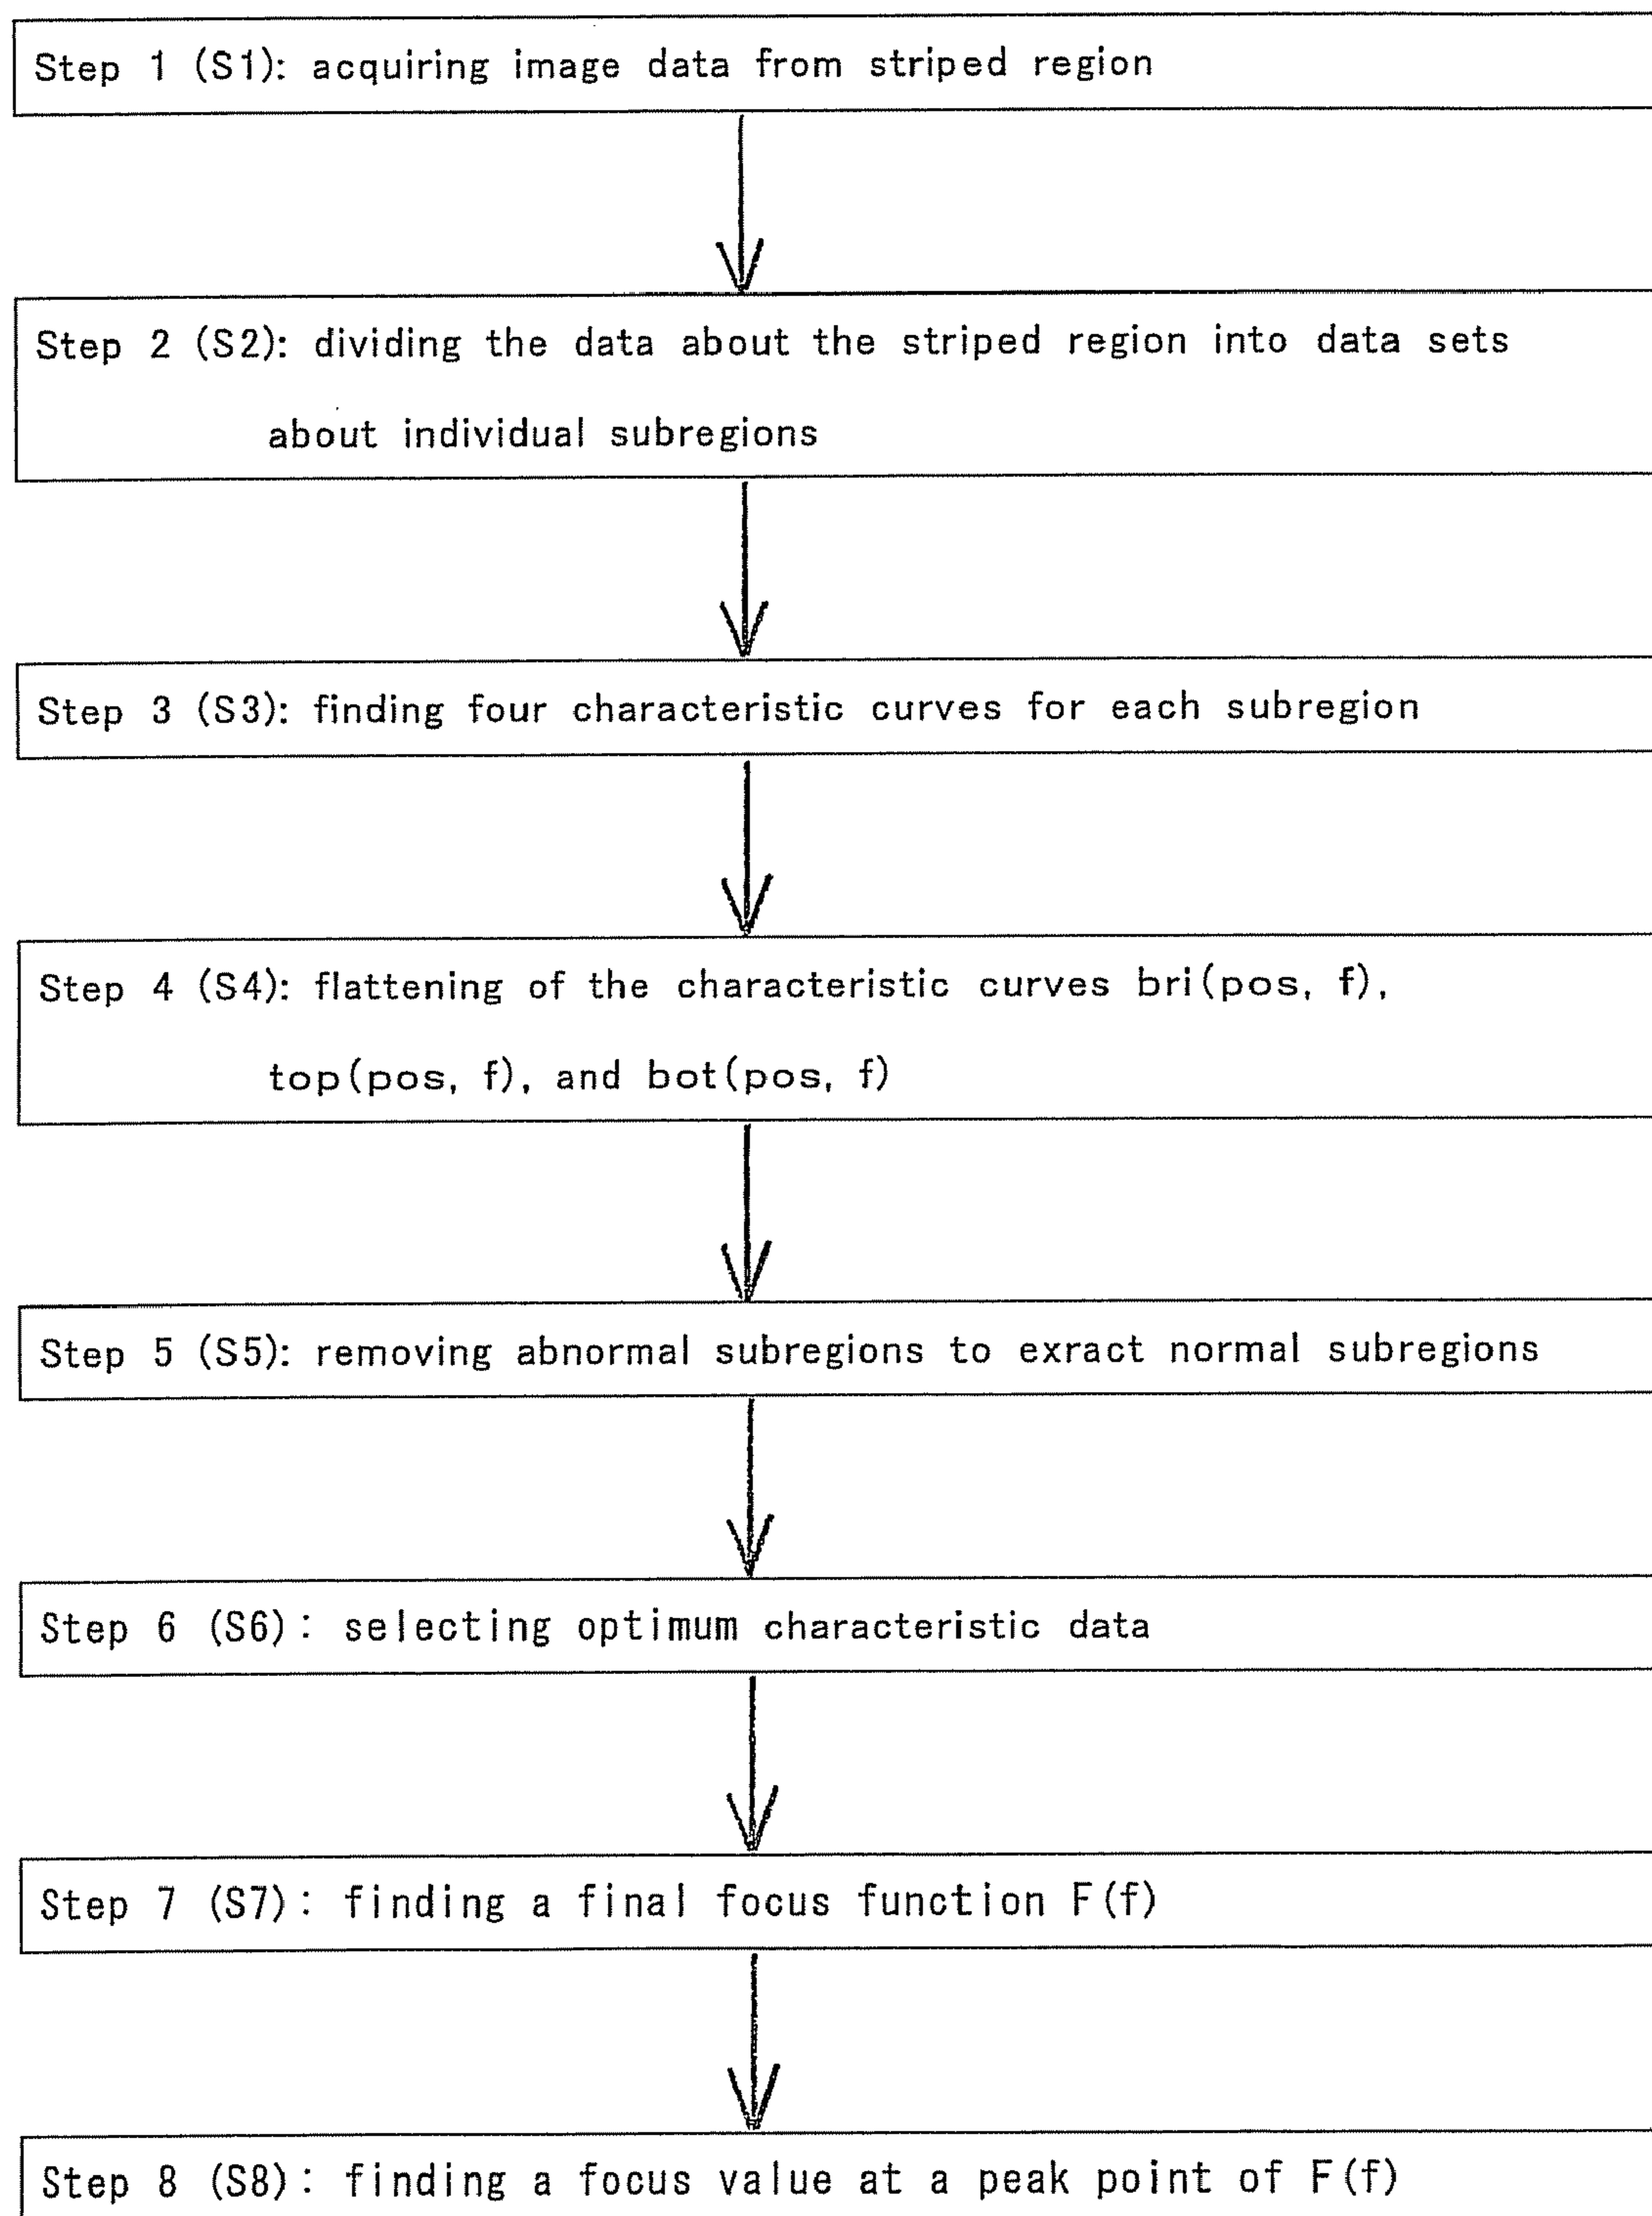 Step 1 (S1): acquiring image data from striped region
Step 2 (S2): dividing the data about the striped region into data sets
about individual subregions
Step 3 (S3): finding four characteristic curves for each subregion
Step 4 (S4): flattening of the characteristic curves bri(pos, f),
top(pos, f), and bot(pos, f)
Step 5 (S5): removing abnormal subregions to exract normal subregions
Step 6 (S6): selecting optimum characteristic data
Step 7 (S7): finding a final focus function F(f)
Step 8 (S8): finding a focus value at a peak point of F(f)